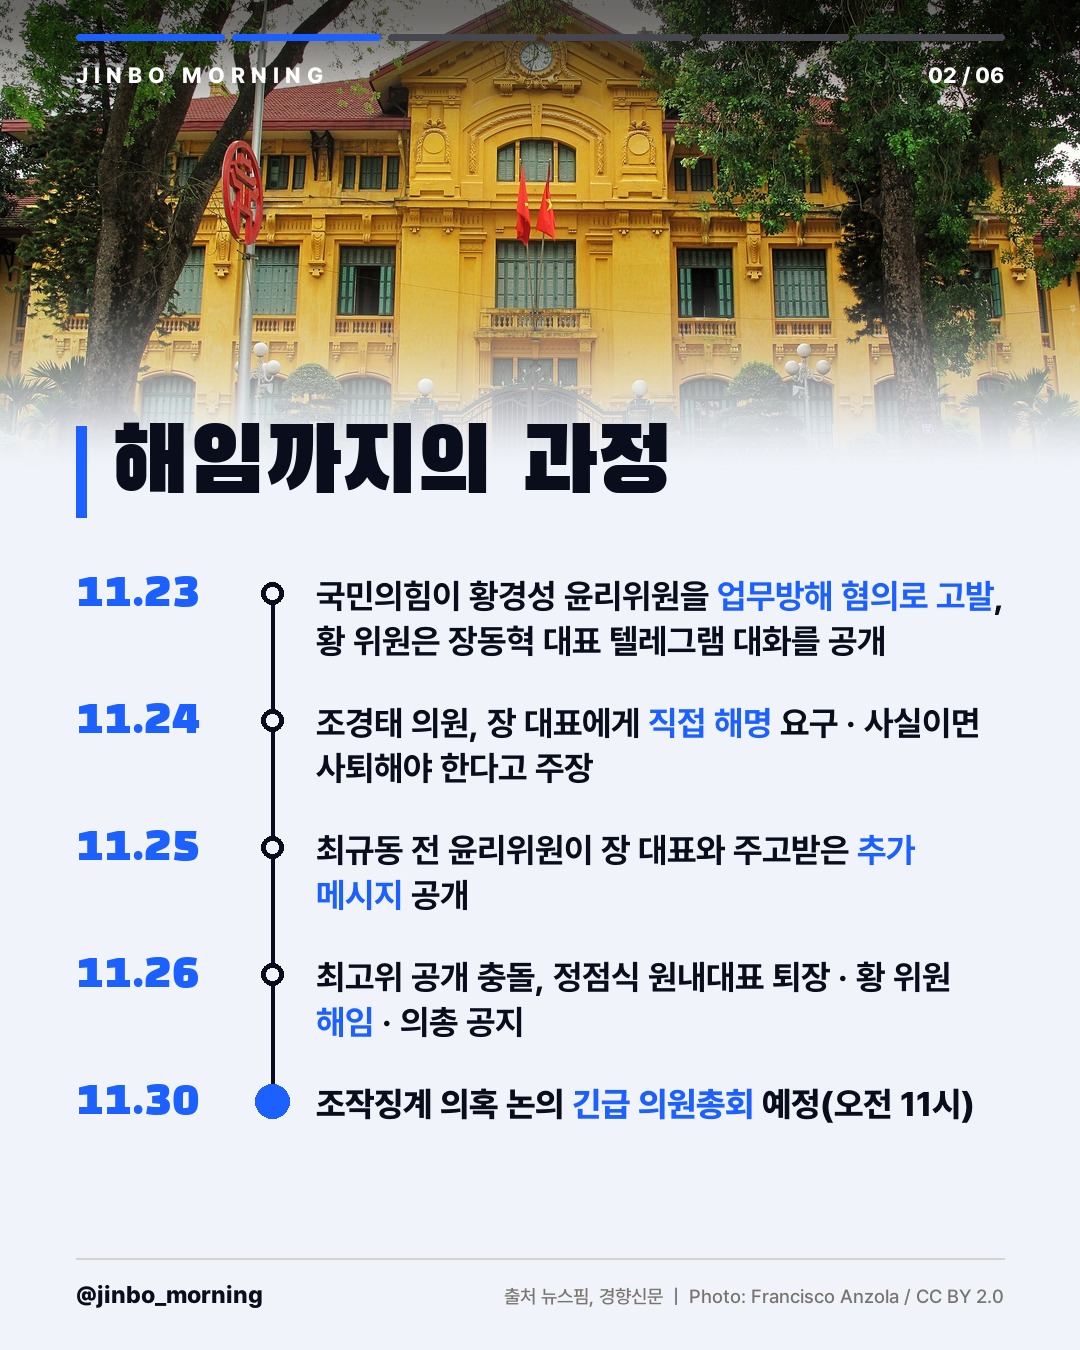 JINBO MORNING
02 / 06
해임까지의 과정
11.23
국민의힘이 황경성 윤리위원을 업무방해 혐의로 고발,
황 위원은 장동혁 대표 텔레그램 대화를 공개
11.24
조경태 의원, 장 대표에게 직접 해명 요구 · 사실이면
사퇴해야 한다고 주장
11.25
최규동 전 윤리위원이 장 대표와 주고받은 추가
메시지 공개
11.26
최고위 공개 충돌, 정점식 원내대표 퇴장 · 황 위원
해임 · 의총 공지
11.30
조작징계 의혹 논의 긴급 의원총회 예정(오전 11시)
@jinbo_morning
출처 뉴스핌, 경향신문 | Photo: Francisco Anzola / CC BY 2.0